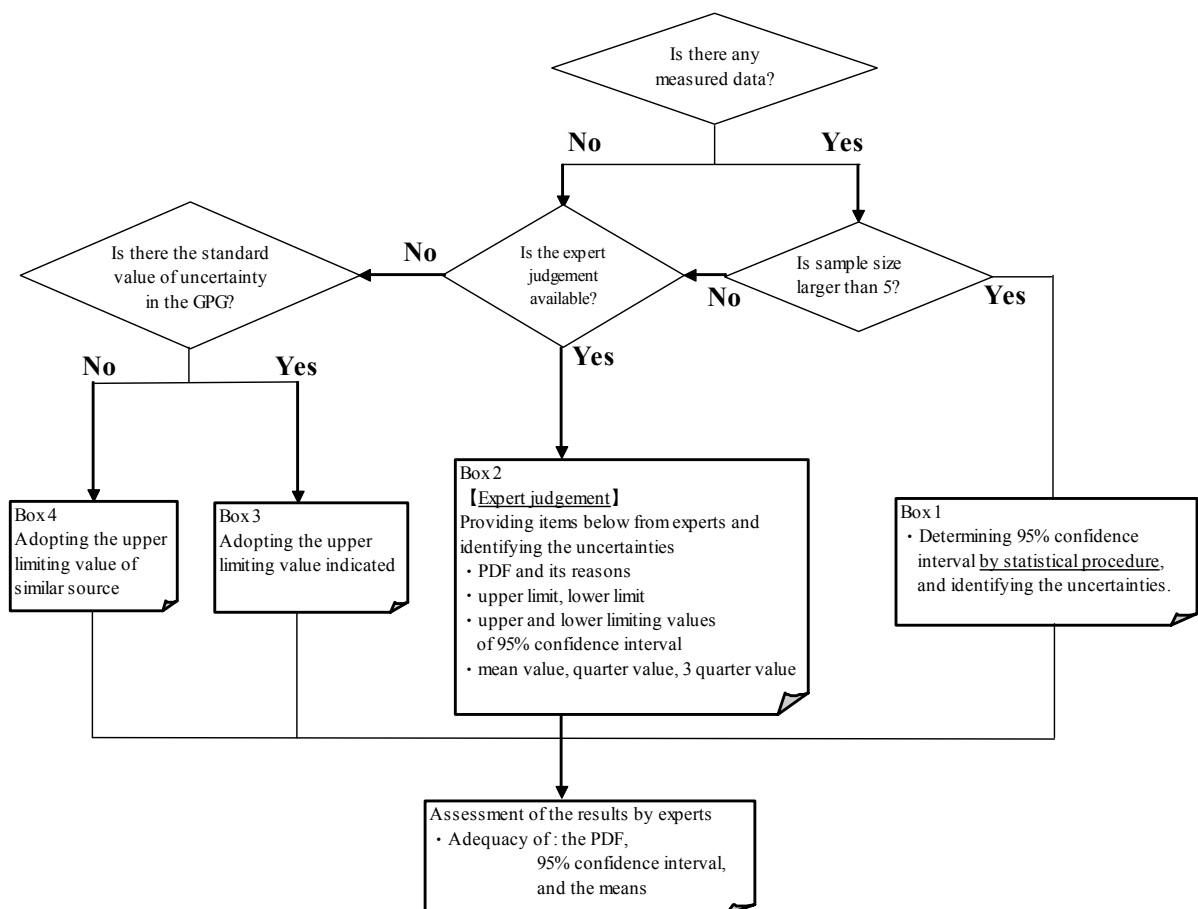 Is there any
measured data?
No
Yes
Is there the standard
value of uncertainty
in the GPG?
No
Is the expert
judgement
available?
No
Is sample size
larger than 5?
Yes
No
Yes
Yes
Box 4
Adopting the upper
limiting value of
similar source
Box 3
Adopting the upper
limiting value indicated
Box 2
【Expert judgement】
Providing items below from experts and
identifying the uncertainties
・PDF and its reasons
・upper limit, lower limit
・upper and lower limiting values
of 95% confidence interval
・mean value, quarter value, 3 quarter value
Box 1
・Determining 95% confidence
interval by statistical procedure,
and identifying the uncertainties.
Assessment of the results by experts
・Adequacy of : the PDF,
95% confidence interval,
and the means